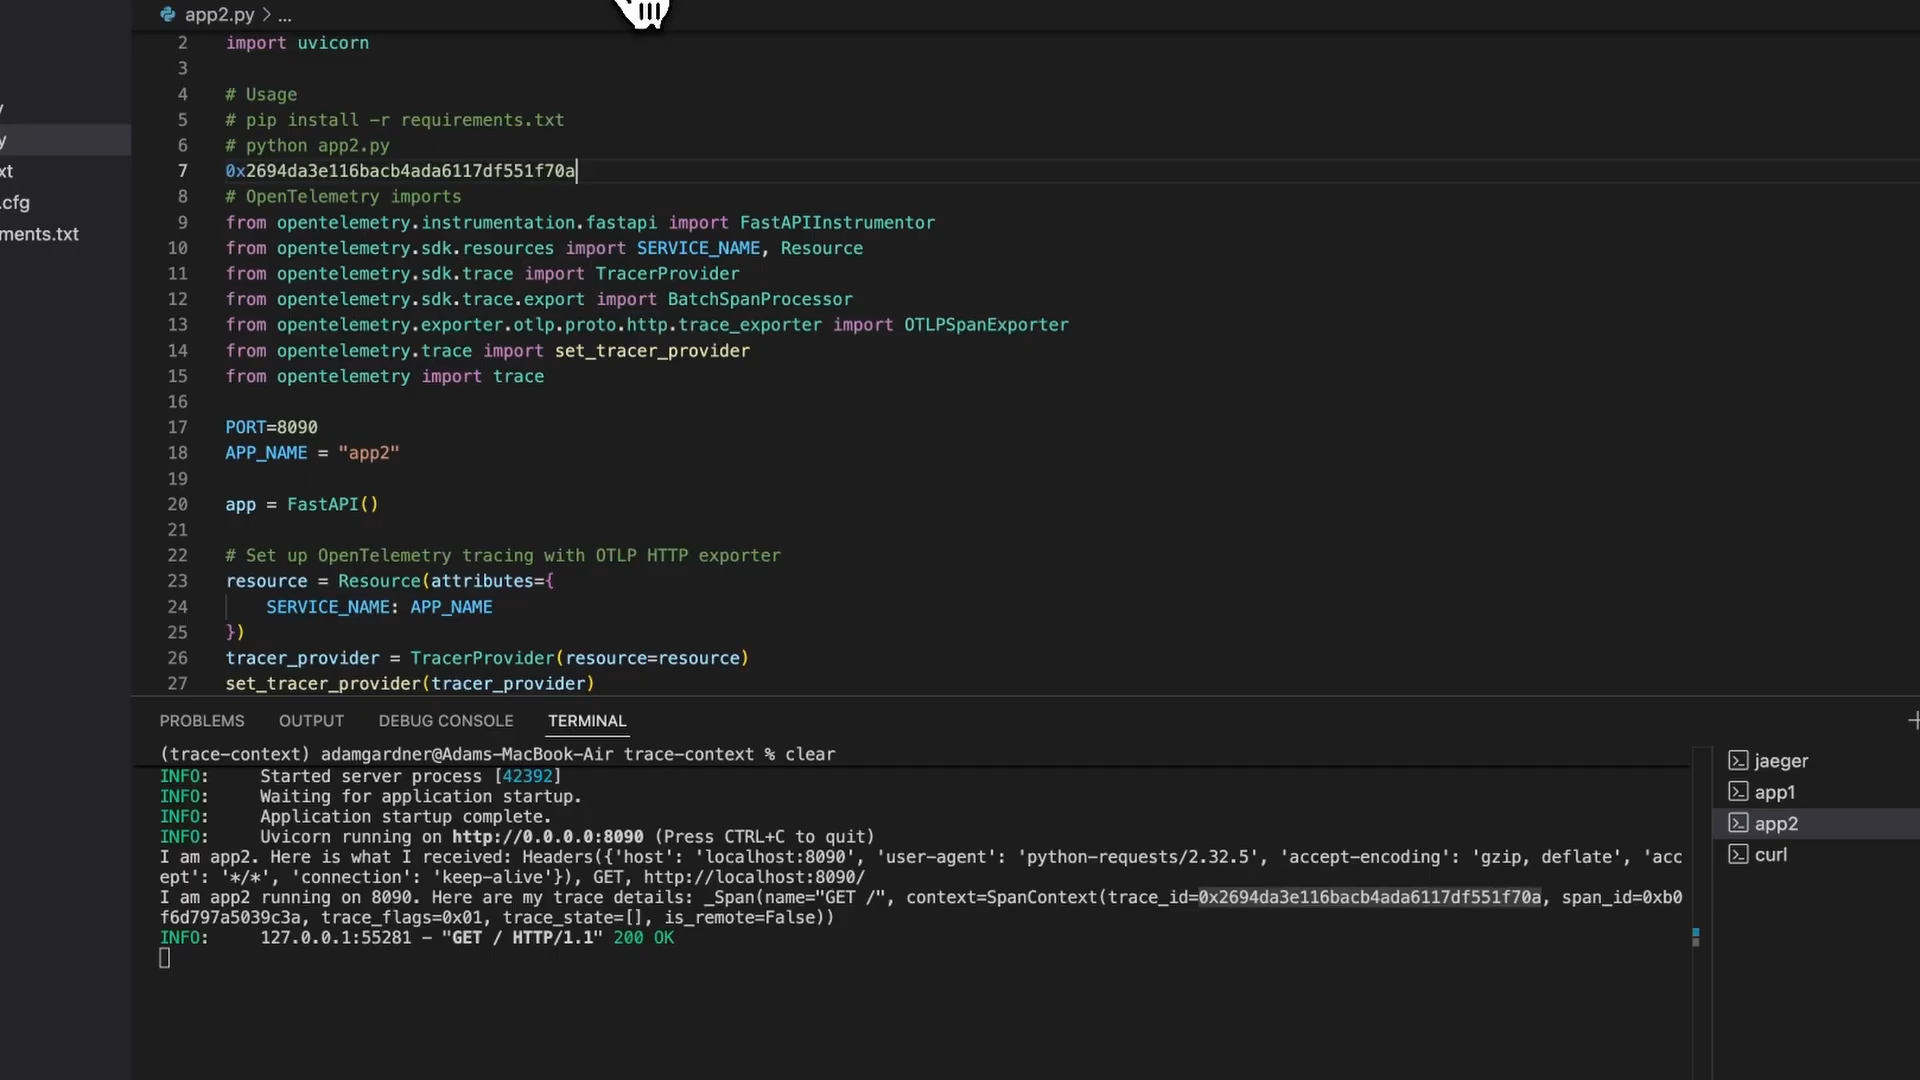 app2.py > ...
y
y
xt
.cfg
ments.txt
2 import uvicorn
3
4 # Usage
5 # pip install -r requirements.txt
6 # python app2.py
7 0x2694da3e116bacb4ada6117df551f70a
8 # OpenTelemetry imports
9 from opentelemetry.instrumentation.fastapi import FastAPIInstrumentor
10 from opentelemetry.sdk.resources import SERVICE_NAME, Resource
11 from opentelemetry.sdk.trace import TracerProvider
12 from opentelemetry.sdk.trace.export import BatchSpanProcessor
13 from opentelemetry.exporter.otlp.proto.http.trace_exporter import OTLPSpanExporter
14 from opentelemetry.trace import set_tracer_provider
15 from opentelemetry import trace
16
17 PORT=8090
18 APP_NAME = "app2"
19
20 app = FastAPI()
21
22 # Set up OpenTelemetry tracing with OTLP HTTP exporter
23 resource = Resource(attributes={
24 SERVICE_NAME: APP_NAME
25 })
26 tracer_provider = TracerProvider(resource=resource)
27 set_tracer_provider(tracer_provider)
PROBLEMS OUTPUT DEBUG CONSOLE TERMINAL
(trace-context) adamgardner@Adams-MacBook-Air trace-context % clear
INFO: Started server process [42392]
INFO: Waiting for application startup.
INFO: Application startup complete.
INFO: Uvicorn running on http://0.0.0.0:8090 (Press CTRL+C to quit)
I am app2. Here is what I received: Headers({'host': 'localhost:8090', 'user-agent': 'python-requests/2.32.5', 'accept-encoding': 'gzip, deflate', 'acc
ept': '*/*', 'connection': 'keep-alive'}), GET, http://localhost:8090/
I am app2 running on 8090. Here are my trace details: _Span(name="GET /", context=SpanContext(trace_id=0x2694da3e116bacb4ada6117df551f70a, span_id=0xb0
f6d797a5039c3a, trace_flags=0x01, trace_state=[], is_remote=False))
INFO: 127.0.0.1:55281 - "GET / HTTP/1.1" 200 OK
jaeger
app1
app2
curl